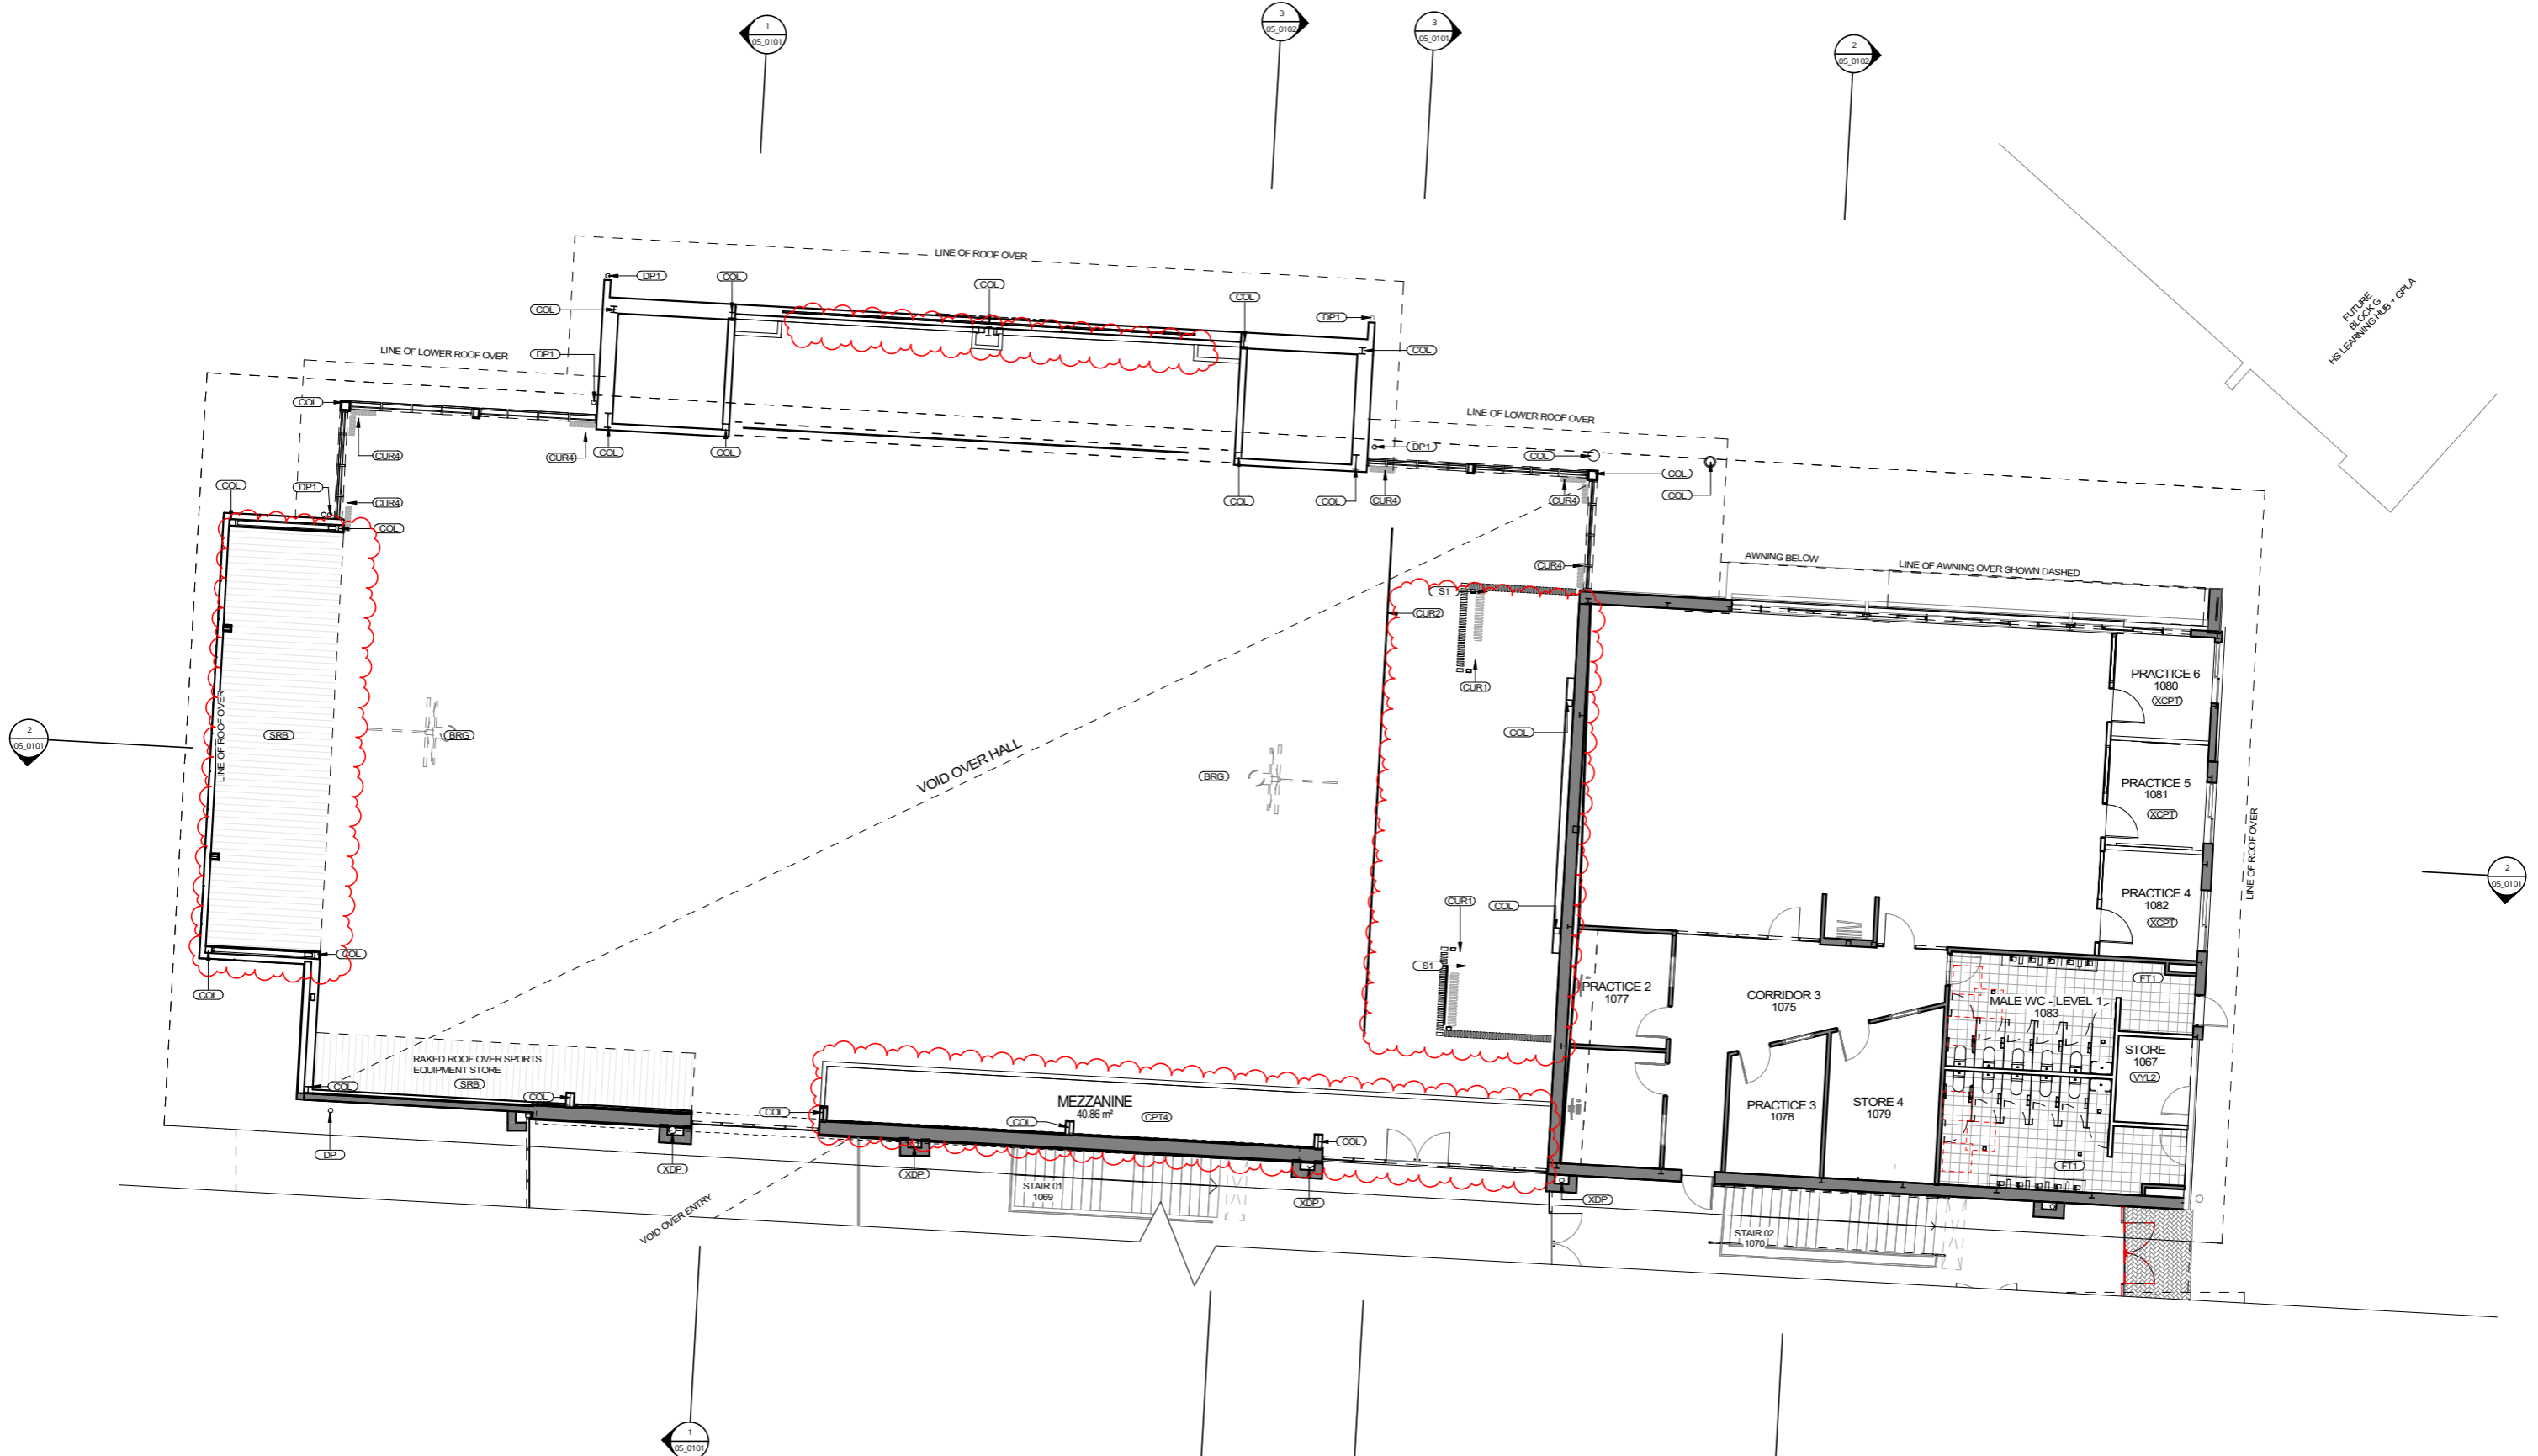 1
05_0101
3
05_0102
3
05_0101
2
05_0102
FUTURE
BLOCK G
HS LEARNING HUB + GPLA
LINE OF ROOF OVER
DP1
COL
COL
COL
COL
DP1
COL
DP1
LINE OF LOWER ROOF OVER
COL
LINE OF LOWER ROOF OVER
CUR4
CUR4
COL
COL
DP1
COL
COL
COL
COL
CUR4
COL
CUR4
COL
DP1
CUR4
COL
AWNING BELOW
LINE OF AWNING OVER SHOWN DASHED
CUR4
S1
CUR2
CUR1
PRACTICE 6
1080
XCPT
2
05_0101
LINE OF ROOF OVER
SRB
BRG
COL
VOID OVER HALL
BRG
PRACTICE 5
1081
XCPT
LINE OF ROOF OVER
2
05_0101
PRACTICE 4
1082
XCPT
CUR1
COL
COL
COL
S1
PRACTICE 2
1077
CORRIDOR 3
1075
MALE WC - LEVEL 1
1083
FT1
STORE
1067
VYL2
RAKED ROOF OVER SPORTS
EQUIPMENT STORE
SRB
COL
COL
COL
MEZZANINE
40.86 m²
CPT4
COL
COL
PRACTICE 3
1078
STORE 4
1079
DP
XDP
XDP
XDP
XDP
FT1
STAIR 01
1069
VOID OVER ENTRY
STAIR 02
1070
1
05_0101